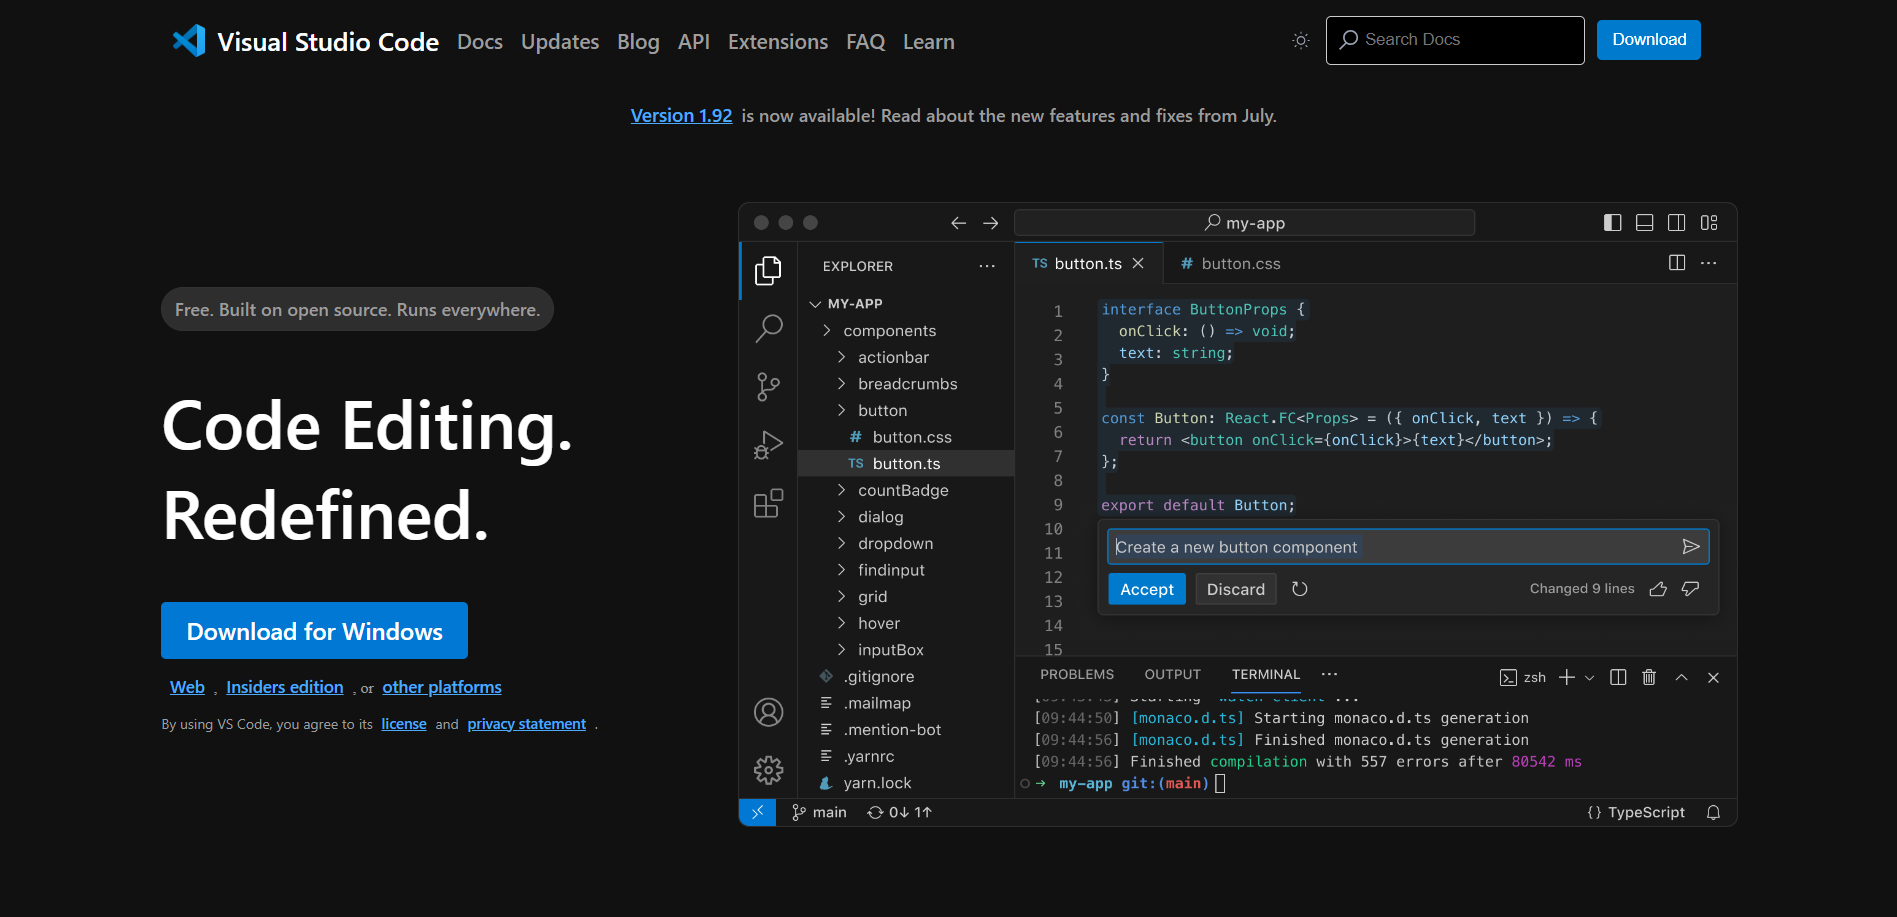 Visual Studio Code Docs Updates Blog API Extensions FAQ Learn Search Docs Download
Version 1.92 is now available! Read about the new features and fixes from July.
Free. Built on open source. Runs everywhere.
Code Editing.
Redefined.
Download for Windows
Web , Insiders edition , or other platforms
By using VS Code, you agree to its license and privacy statement .
my-app
EXPLORER
MY-APP
components
actionbar
breadcrumbs
button
# button.css
TS button.ts
countBadge
dialog
dropdown
findinput
grid
hover
inputBox
.gitignore
.mailmap
.mention-bot
.yarnrc
yarn.lock
TS button.ts
# button.css
1
2
3
4
5
6
7
8
9
10
11
12
13
14
15
interface ButtonProps {
onClick: () => void;
text: string;
}
const Button: React.FC<Props> = ({ onClick, text }) => {
return <button onClick={onClick}>{text}</button>;
};
export default Button;
Create a new button component
Accept Discard Changed 9 lines
PROBLEMS OUTPUT TERMINAL ··· zsh
Starting
[09:44:50] [monaco.d.ts] Starting monaco.d.ts generation
[09:44:56] [monaco.d.ts] Finished monaco.d.ts generation
[09:44:56] Finished compilation with 557 errors after 80542 ms
→ my-app git:(main)
main 0↓ 1↑ {} TypeScript